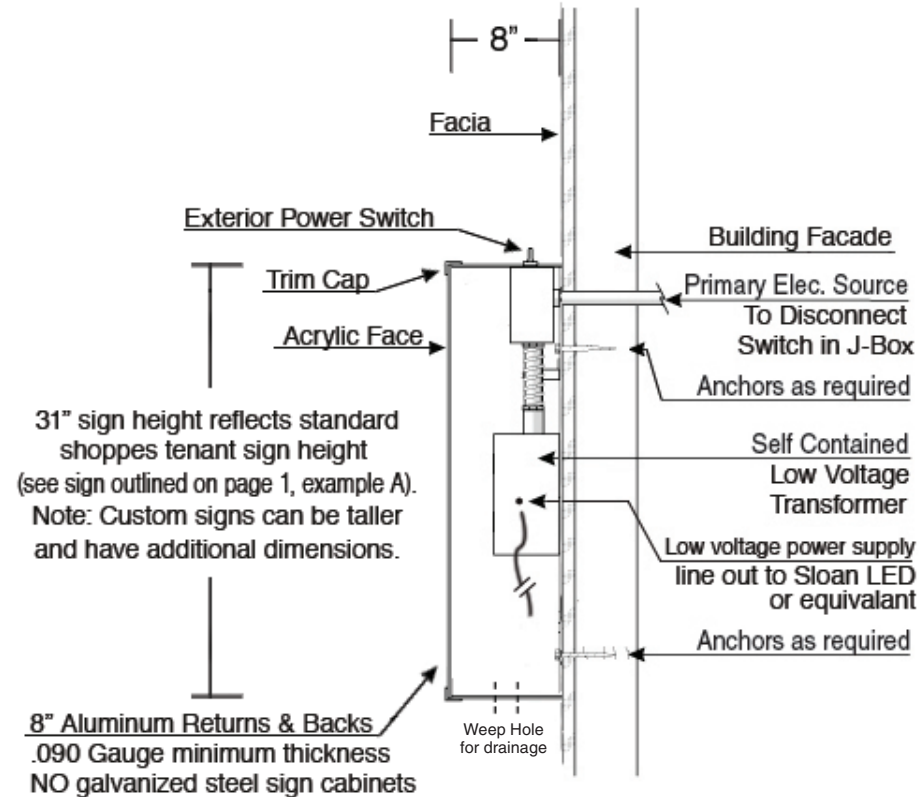 8”
Facia
Exterior Power Switch
Trim Cap
Acrylic Face
31” sign height reflects standard
shoppes tenant sign height
(see sign outlined on page 1, example A).
Note: Custom signs can be taller
and have additional dimensions.
8” Aluminum Returns & Backs
.090 Gauge minimum thickness
NO galvanized steel sign cabinets
Weep Hole
for drainage
Building Facade
Primary Elec. Source
To Disconnect
Switch in J-Box
Anchors as required
Self Contained
Low Voltage
Transformer
Low voltage power supply
line out to Sloan LED
or equivalant
Anchors as required